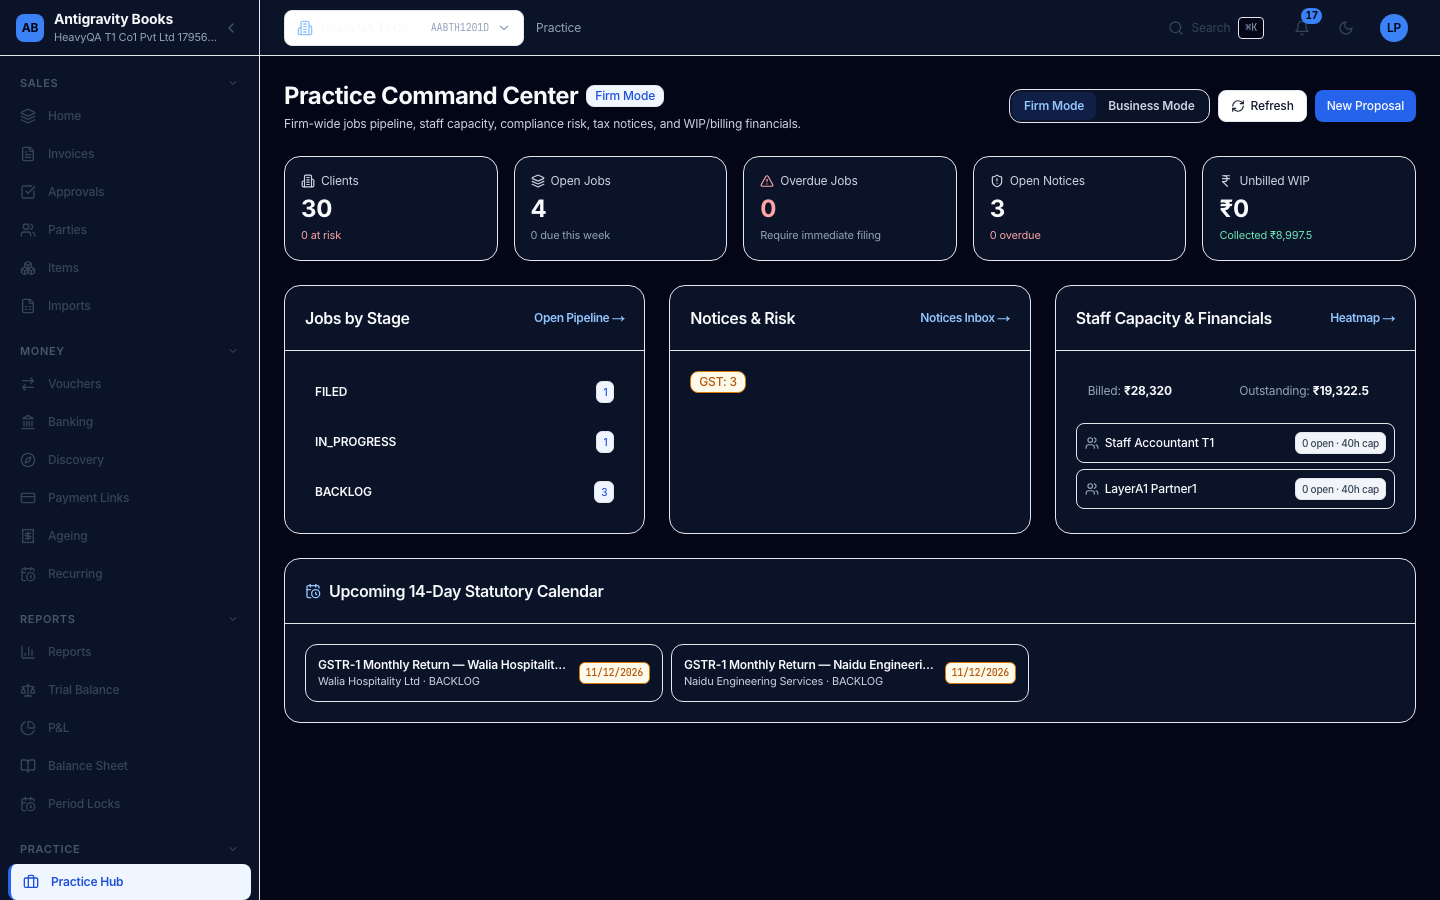 AB
Antigravity Books
HeavyQA T1 Co1 Pvt Ltd 17956...
SALES
Home
Invoices
Approvals
Parties
Items
Imports
MONEY
Vouchers
Banking
Discovery
Payment Links
Ageing
Recurring
REPORTS
Reports
Trial Balance
P&L
Balance Sheet
Period Locks
PRACTICE
Practice Hub
AABTH1201D
Practice
Search
⌘K
17
LP
Practice Command Center
Firm Mode
Firm-wide jobs pipeline, staff capacity, compliance risk, tax notices, and WIP/billing financials.
Firm Mode
Business Mode
Refresh
New Proposal
Clients
30
0 at risk
Open Jobs
4
0 due this week
Overdue Jobs
0
Require immediate filing
Open Notices
3
0 overdue
Unbilled WIP
₹0
Collected ₹8,997.5
Jobs by Stage
Open Pipeline →
FILED
1
IN_PROGRESS
1
BACKLOG
3
Notices & Risk
Notices Inbox →
GST: 3
Staff Capacity & Financials
Heatmap →
Billed: ₹28,320
Outstanding: ₹19,322.5
Staff Accountant T1
0 open · 40h cap
LayerA1 Partner1
0 open · 40h cap
Upcoming 14-Day Statutory Calendar
GSTR-1 Monthly Return — Walia Hospitalit...
Walia Hospitality Ltd · BACKLOG
11/12/2026
GSTR-1 Monthly Return — Naidu Engineeri...
Naidu Engineering Services · BACKLOG
11/12/2026